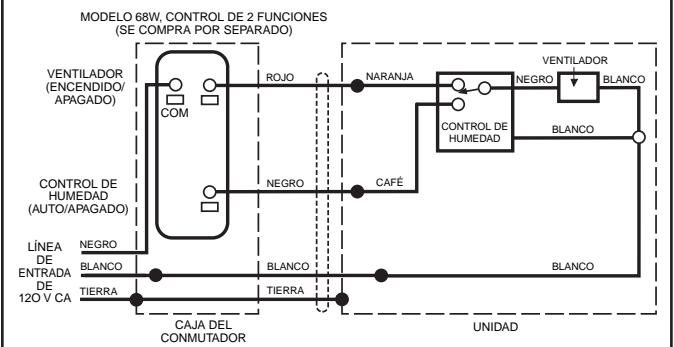 MODELO 68W, CONTROL DE 2 FUNCIONES
(SE COMPRA POR SEPARADO)
VENTILADOR
(ENCENDIDO/
APAGADO)
COM
ROJO
NARANJA
VENTILADOR
NEGRO
BLANCO
CONTROL DE
HUMEDAD
BLANCO
CONTROL DE
HUMEDAD
(AUTO/APAGADO)
NEGRO
CAFÉ
LÍNEA
DE
ENTRADA
DE
12O V CA
NEGRO
BLANCO
BLANCO
BLANCO
TIERRA
TIERRA
CAJA DEL
CONMUTADOR
UNIDAD